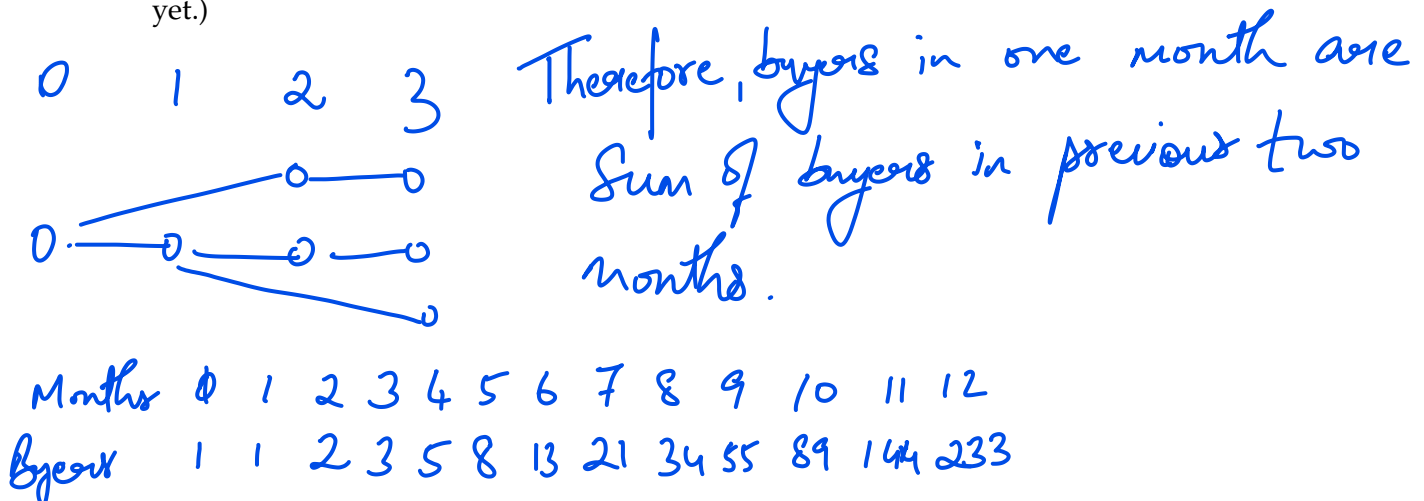 yet.)
0 1 2 3
Therefore, buyers in one month are
Sum of buyers in previous two
months.
Months 0 1 2 3 4 5 6 7 8 9 10 11 12
Byers 1 1 2 3 5 8 13 21 34 55 89 144 233